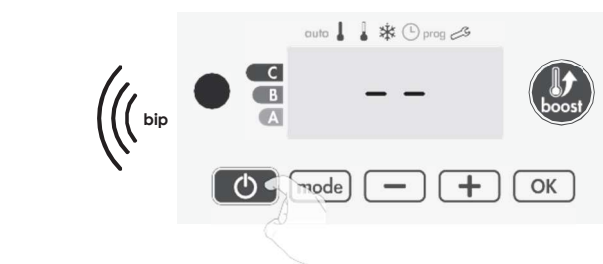 auto prog
C
B
A
bip
– –
boost
mode − + OK